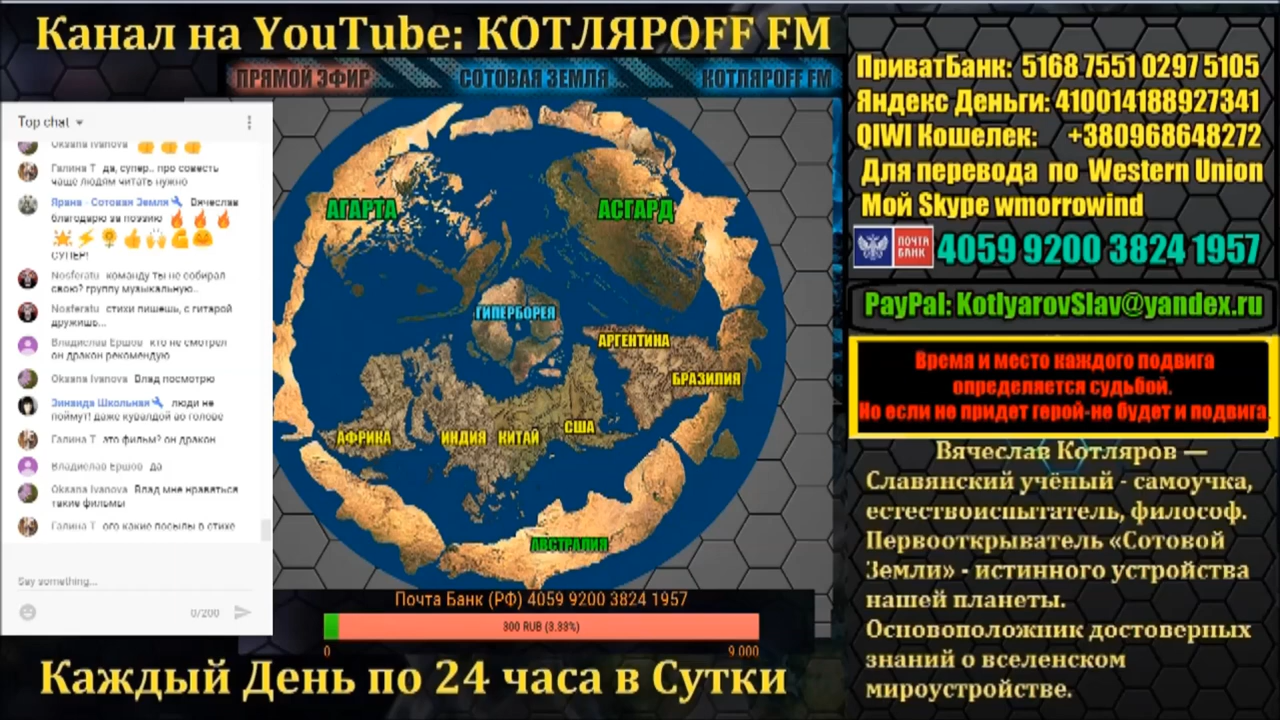 Канал на YouTube: КОТЛЯРОFF FM
ПРЯМОЙ ЭФИР
СОТОВАЯ ЗЕМЛЯ
КОТЛЯРОFF FM
Top chat
Oksana Ivanova
Галина Т да, супер.. про совесть
чаще людям читать нужно
Ярана - Сотовая Земля Вячеслав
благодарю за поэзию
СУПЕР!
Nosferatu команду ты не собирал
свою? группу музыкальную..
Nosferatu стихи пишешь, с гитарой
дружишь...
Владислав Ершов кто не смотрел
он дракон рекомендую
Oksana Ivanova Влад посмотрю
Зинаида Школьная люди не
поймут! даже кувалдой по голове
Галина Т это фильм? он дракон
Владислав Ершов да
Oksana Ivanova Влад мне нравяться
такие фильмы
Галина Т ого какие посылы в стихе
Say something...
0/200
АГАРТА
АСГАРД
ГИПЕРБОРЕЯ
АРГЕНТИНА
БРАЗИЛИЯ
АФРИКА
ИНДИЯ
КИТАЙ
США
АВСТРАЛИЯ
Почта Банк (РФ) 4059 9200 3824 1957
300 RUB (3.33%)
0
9 000
Каждый День по 24 часа в Сутки
ПриватБанк: 5168 7551 0297 5105
Яндекс Деньги: 410014188927341
QIWI Кошелек: +380968648272
Для перевода по Western Union
Мой Skype wmorrowind
ПОЧТА
БАНК
4059 9200 3824 1957
PayPal: KotlyarovSlav@yandex.ru
Время и место каждого подвига
определяется судьбой.
Но если не придет герой-не будет и подвига
Вячеслав Котляров —
Славянский учёный - самоучка,
естествоиспытатель, философ.
Первооткрыватель «Сотовой
Земли» - истинного устройства
нашей планеты.
Основоположник достоверных
знаний о вселенском
мироустройстве.